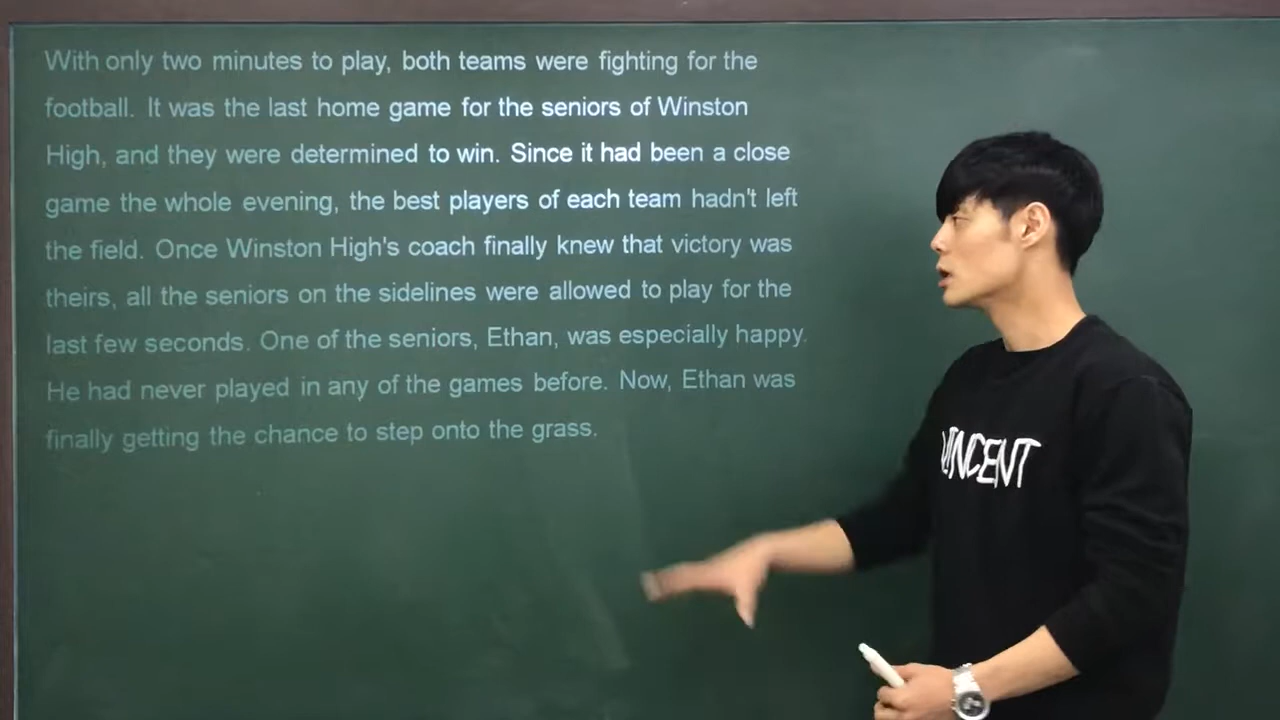 With only two minutes to play, both teams were fighting for the
football. It was the last home game for the seniors of Winston
High, and they were determined to win. Since it had been a close
game the whole evening, the best players of each team hadn't left
the field. Once Winston High's coach finally knew that victory was
theirs, all the seniors on the sidelines were allowed to play for the
last few seconds. One of the seniors, Ethan, was especially happy.
He had never played in any of the games before. Now, Ethan was
finally getting the chance to step onto the grass.
VINCENT